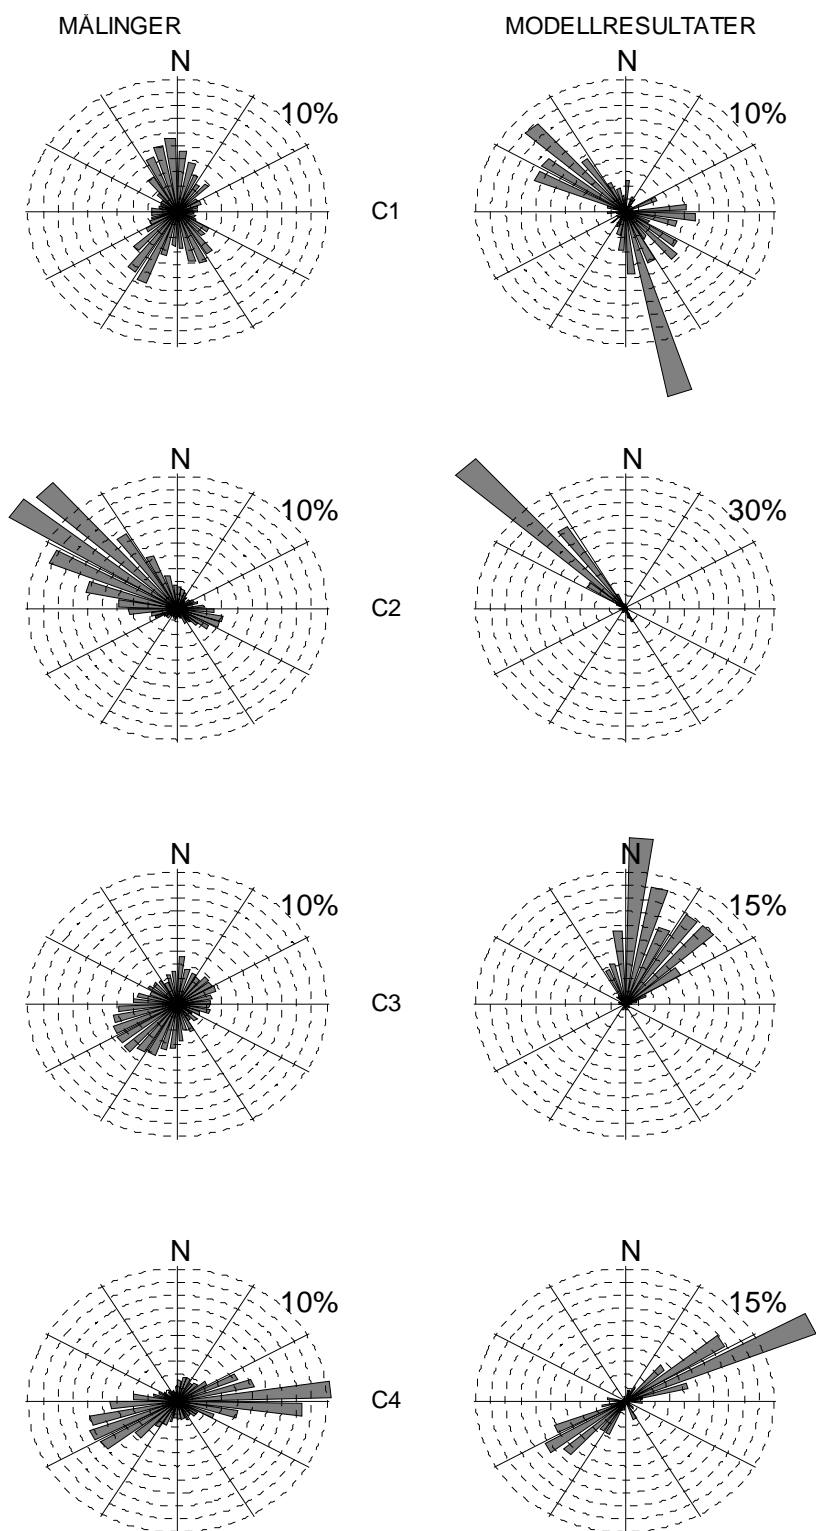 MÅLINGER MODELLRESULTATER
N N
10% 10%
C1
N N
10% 30%
C2
N N
10% 15%
C3
N N
10% 15%
C4